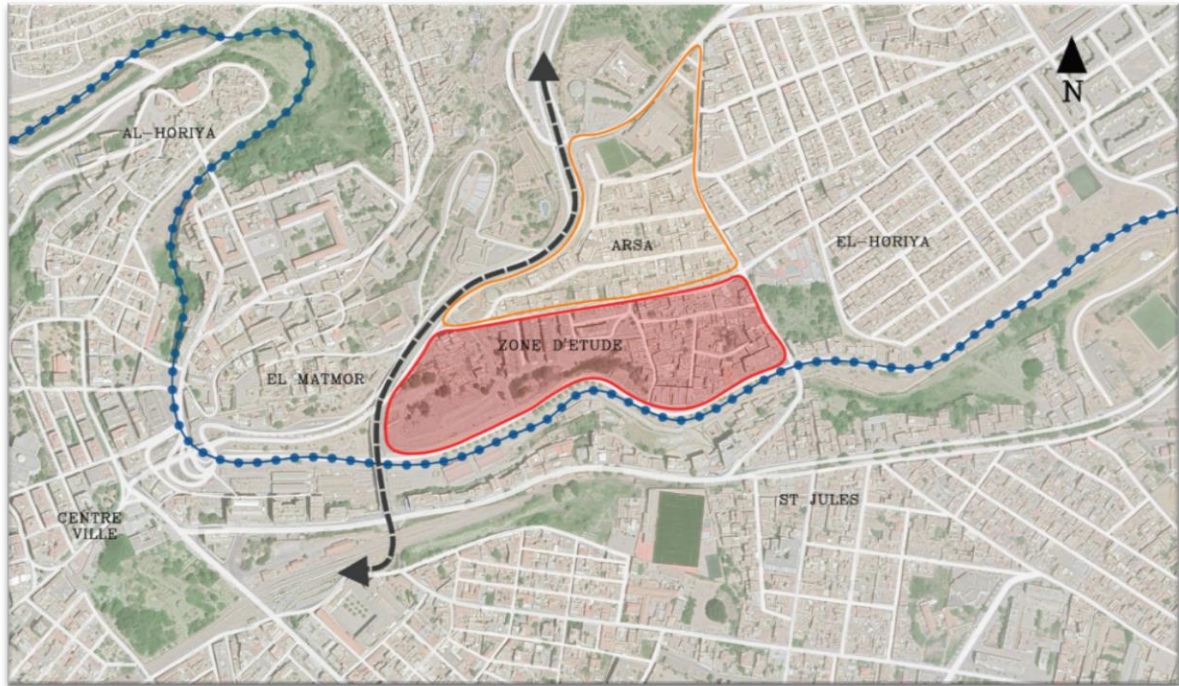 N
AL-HORIYA
ARSA
EL-HORIYA
ZONE D'ETUDE
EL MATMOR
ST JULES
CENTRE
VILLE